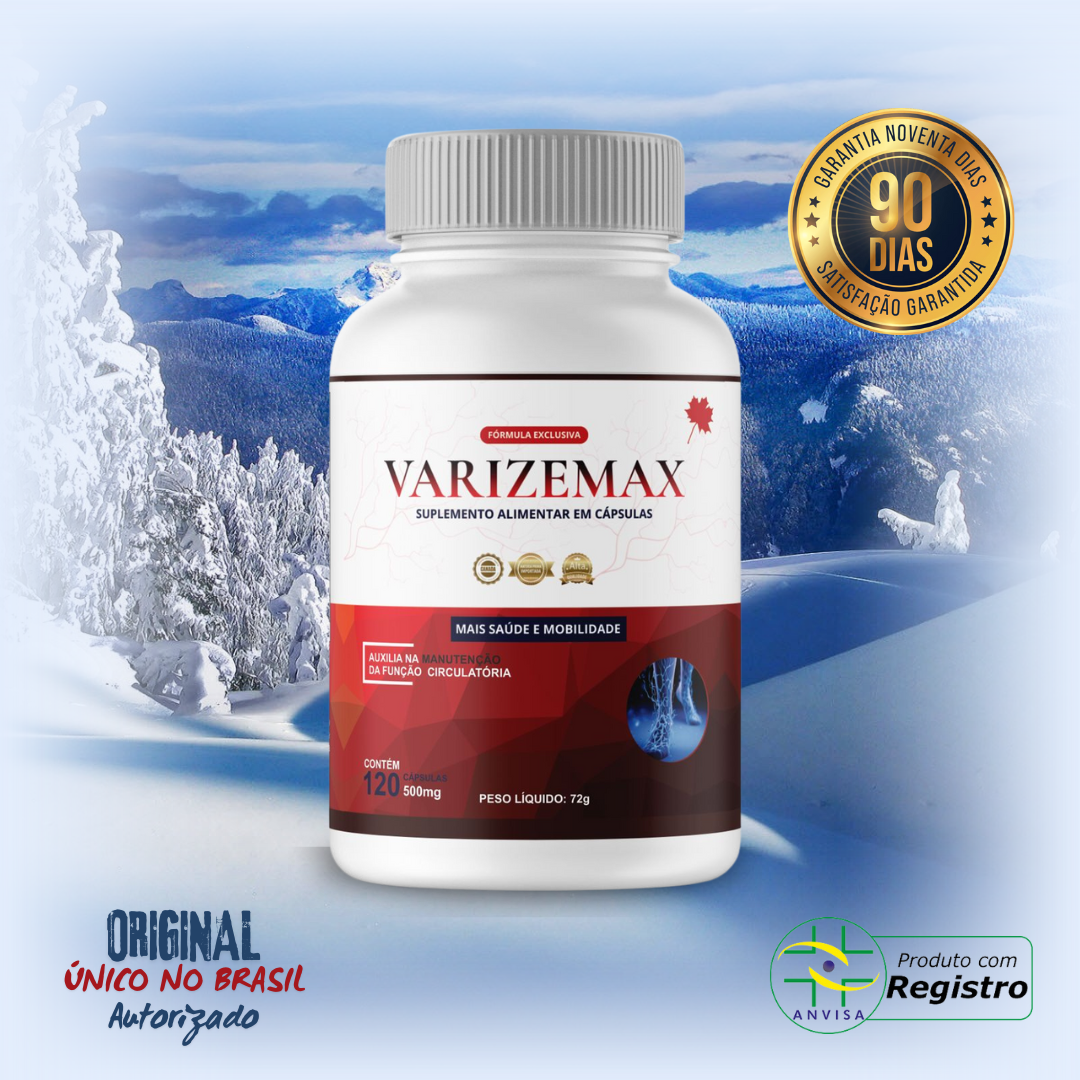 GARANTIA NOVENTA DIAS
90
DIAS
SATISFAÇÃO GARANTIDA
FÓRMULA EXCLUSIVA
VARIZEMAX
SUPLEMENTO ALIMENTAR EM CÁPSULAS
Alta
MAIS SAÚDE E MOBILIDADE
AUXILIA NA MANUTENÇÃO
DA FUNÇÃO CIRCULATÓRIA
CONTÉM
120 CÁPSULAS
500mg
PESO LÍQUIDO: 72g
ORIGINAL
ÚNICO NO BRASIL
Autorizado
ANVISA
Produto com
Registro